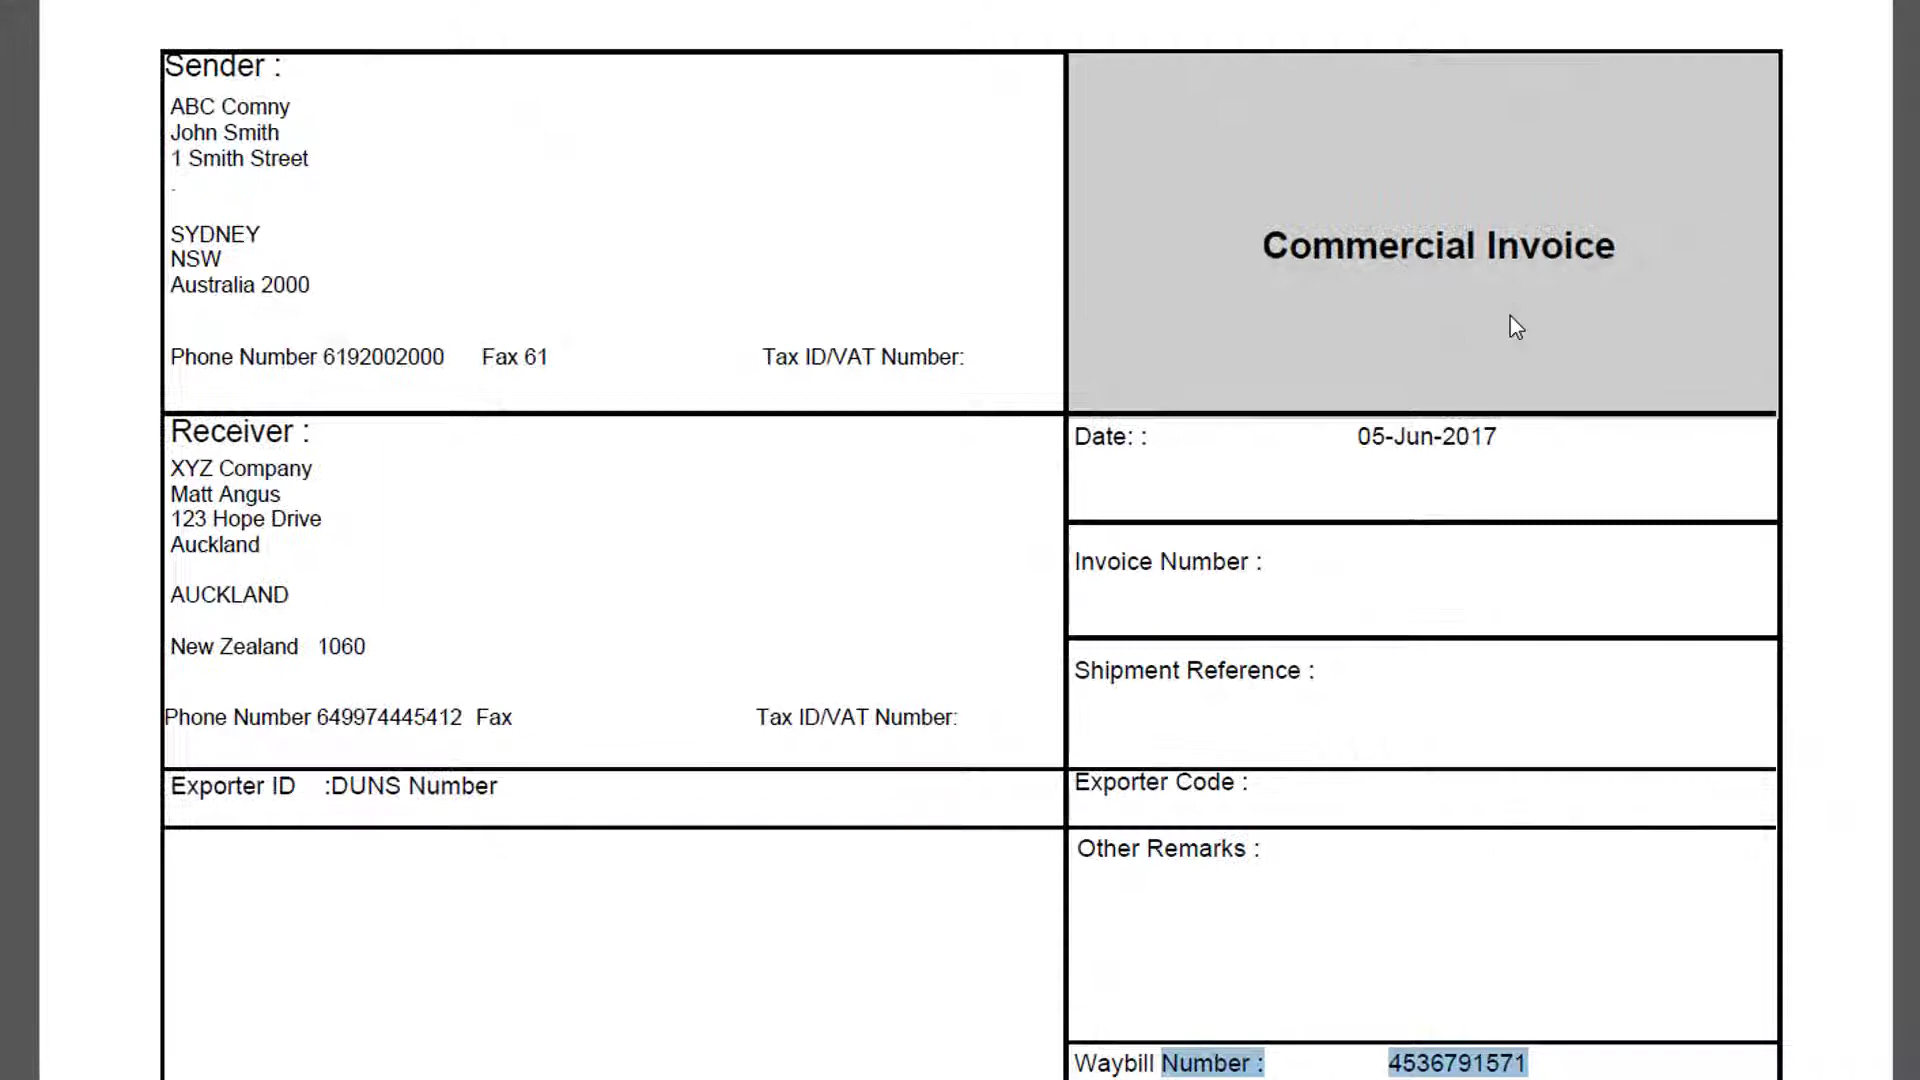 Sender :
ABC Comny
John Smith
1 Smith Street
.
SYDNEY
NSW
Australia 2000
Phone Number 6192002000 Fax 61 Tax ID/VAT Number:
Commercial Invoice
Receiver :
XYZ Company
Matt Angus
123 Hope Drive
Auckland
AUCKLAND
New Zealand 1060
Phone Number 649974445412 Fax Tax ID/VAT Number:
Date: : 05-Jun-2017
Invoice Number :
Shipment Reference :
Exporter ID :DUNS Number
Exporter Code :
Other Remarks :
Waybill Number : 4536791571